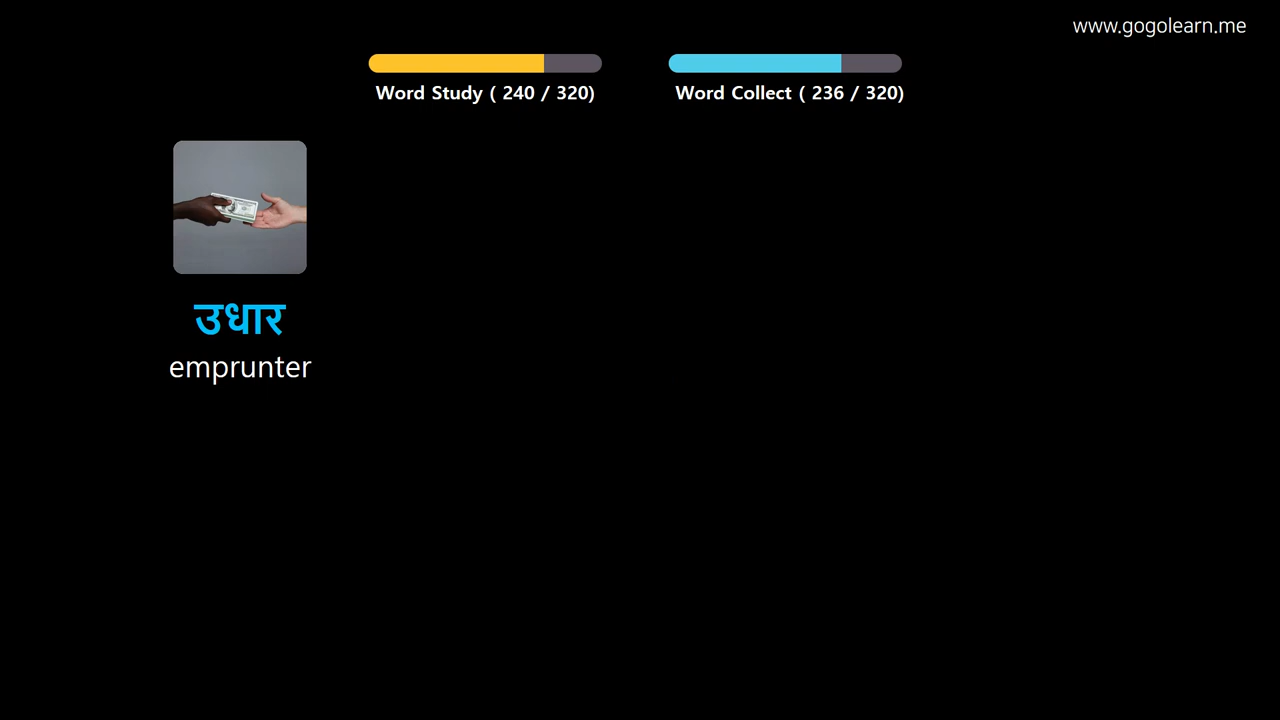 www.gogolearn.me
Word Study ( 240 / 320)
Word Collect ( 236 / 320)
उधार
emprunter